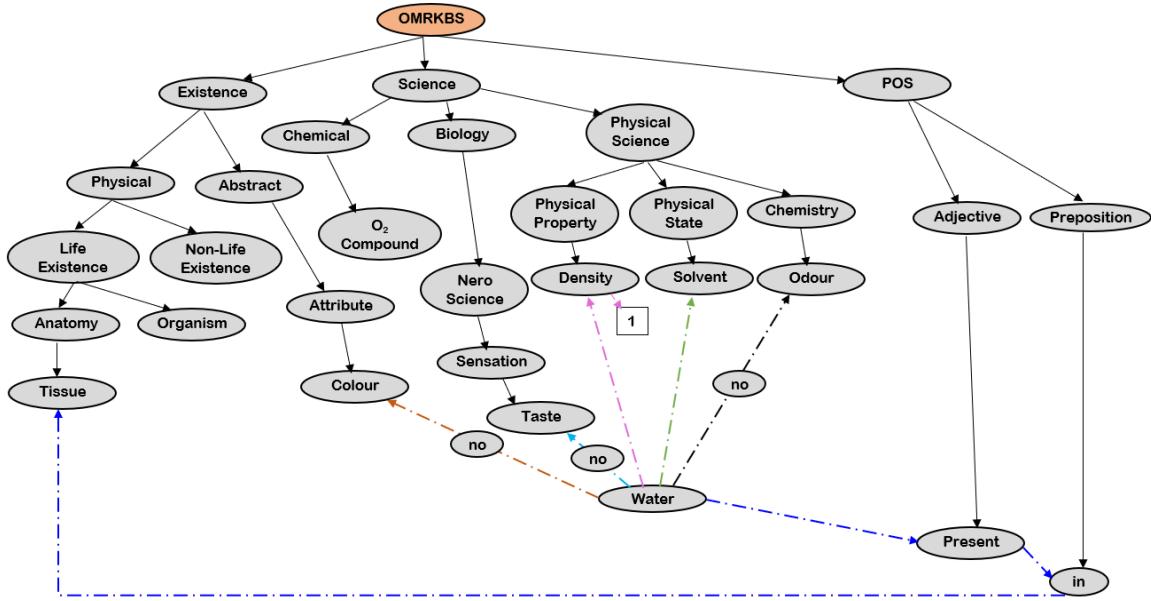 OMRKBS
Existence
Science
POS
Chemical
Biology
Physical
Science
Physical
Abstract
Physical
Property
Physical
State
Chemistry
Adjective
Preposition
O₂
Compound
Life
Existence
Non-Life
Existence
Nero
Science
Density
Solvent
Odour
Attribute
1
Anatomy
Organism
Sensation
Tissue
Colour
no
Taste
no
no
Water
Present
in